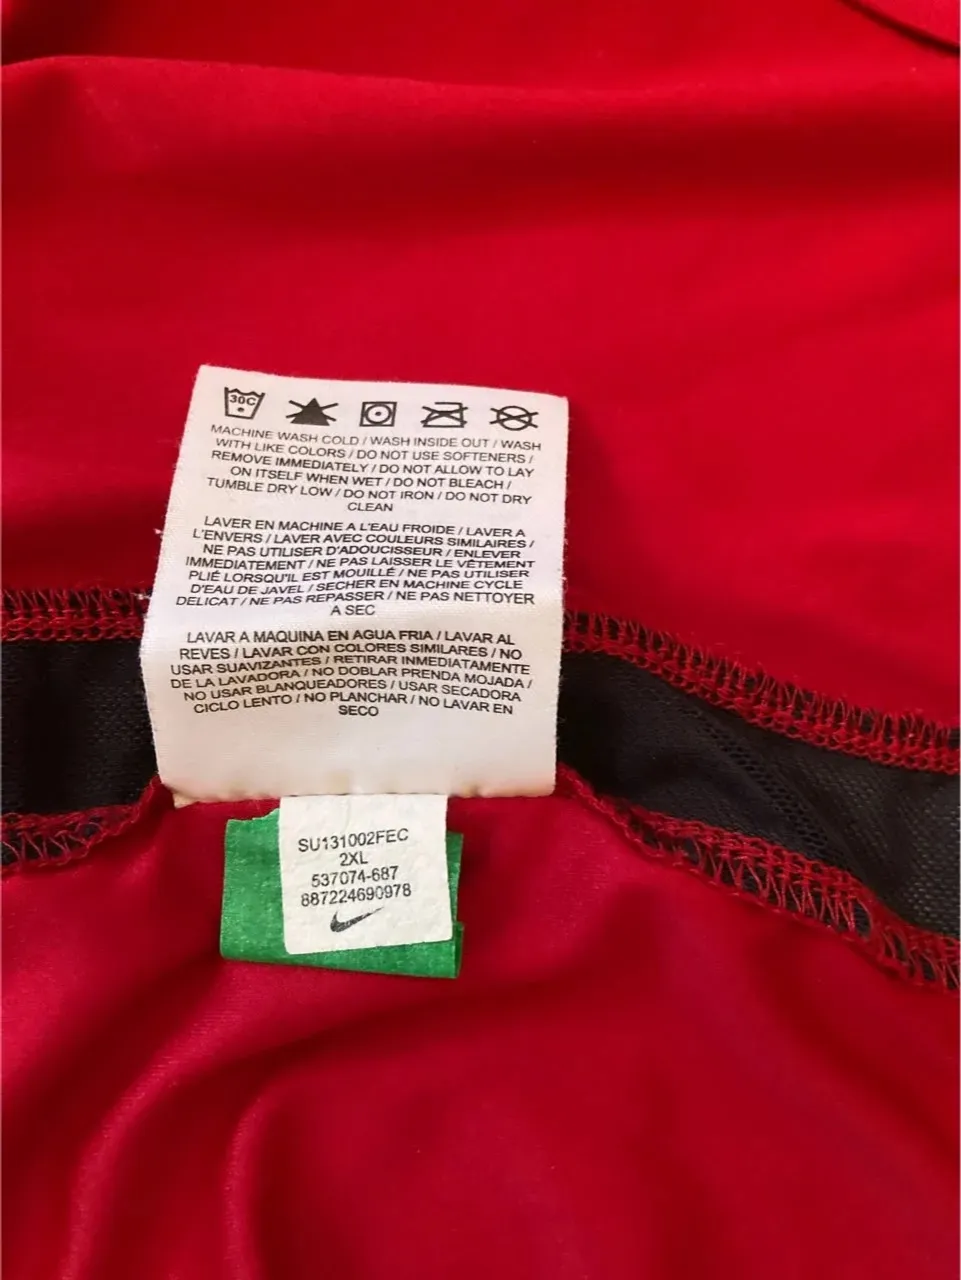 30C
MACHINE WASH COLD / WASH INSIDE OUT / WASH
WITH LIKE COLORS / DO NOT USE SOFTENERS /
REMOVE IMMEDIATELY / DO NOT ALLOW TO LAY
ON ITSELF WHEN WET / DO NOT BLEACH /
TUMBLE DRY LOW / DO NOT IRON / DO NOT DRY
CLEAN
LAVER EN MACHINE A L'EAU FROIDE / LAVER A
L'ENVERS / LAVER AVEC COULEURS SIMILAIRES /
NE PAS UTILISER D'ADOUCISSEUR / ENLEVER
IMMEDIATEMENT / NE PAS LAISSER LE VÊTEMENT
PLIÉ LORSQU'IL EST MOUILLÉ / NE PAS UTILISER
D'EAU DE JAVEL / SECHER EN MACHINE CYCLE
DELICAT / NE PAS REPASSER / NE PAS NETTOYER
A SEC
LAVAR A MAQUINA EN AGUA FRIA / LAVAR AL
REVES / LAVAR CON COLORES SIMILARES / NO
USAR SUAVIZANTES / RETIRAR INMEDIATAMENTE
DE LA LAVADORA / NO DOBLAR PRENDA MOJADA /
NO USAR BLANQUEADORES / USAR SECADORA
CICLO LENTO / NO PLANCHAR / NO LAVAR EN
SECO
SU131002FEC
2XL
537074-687
887224690978